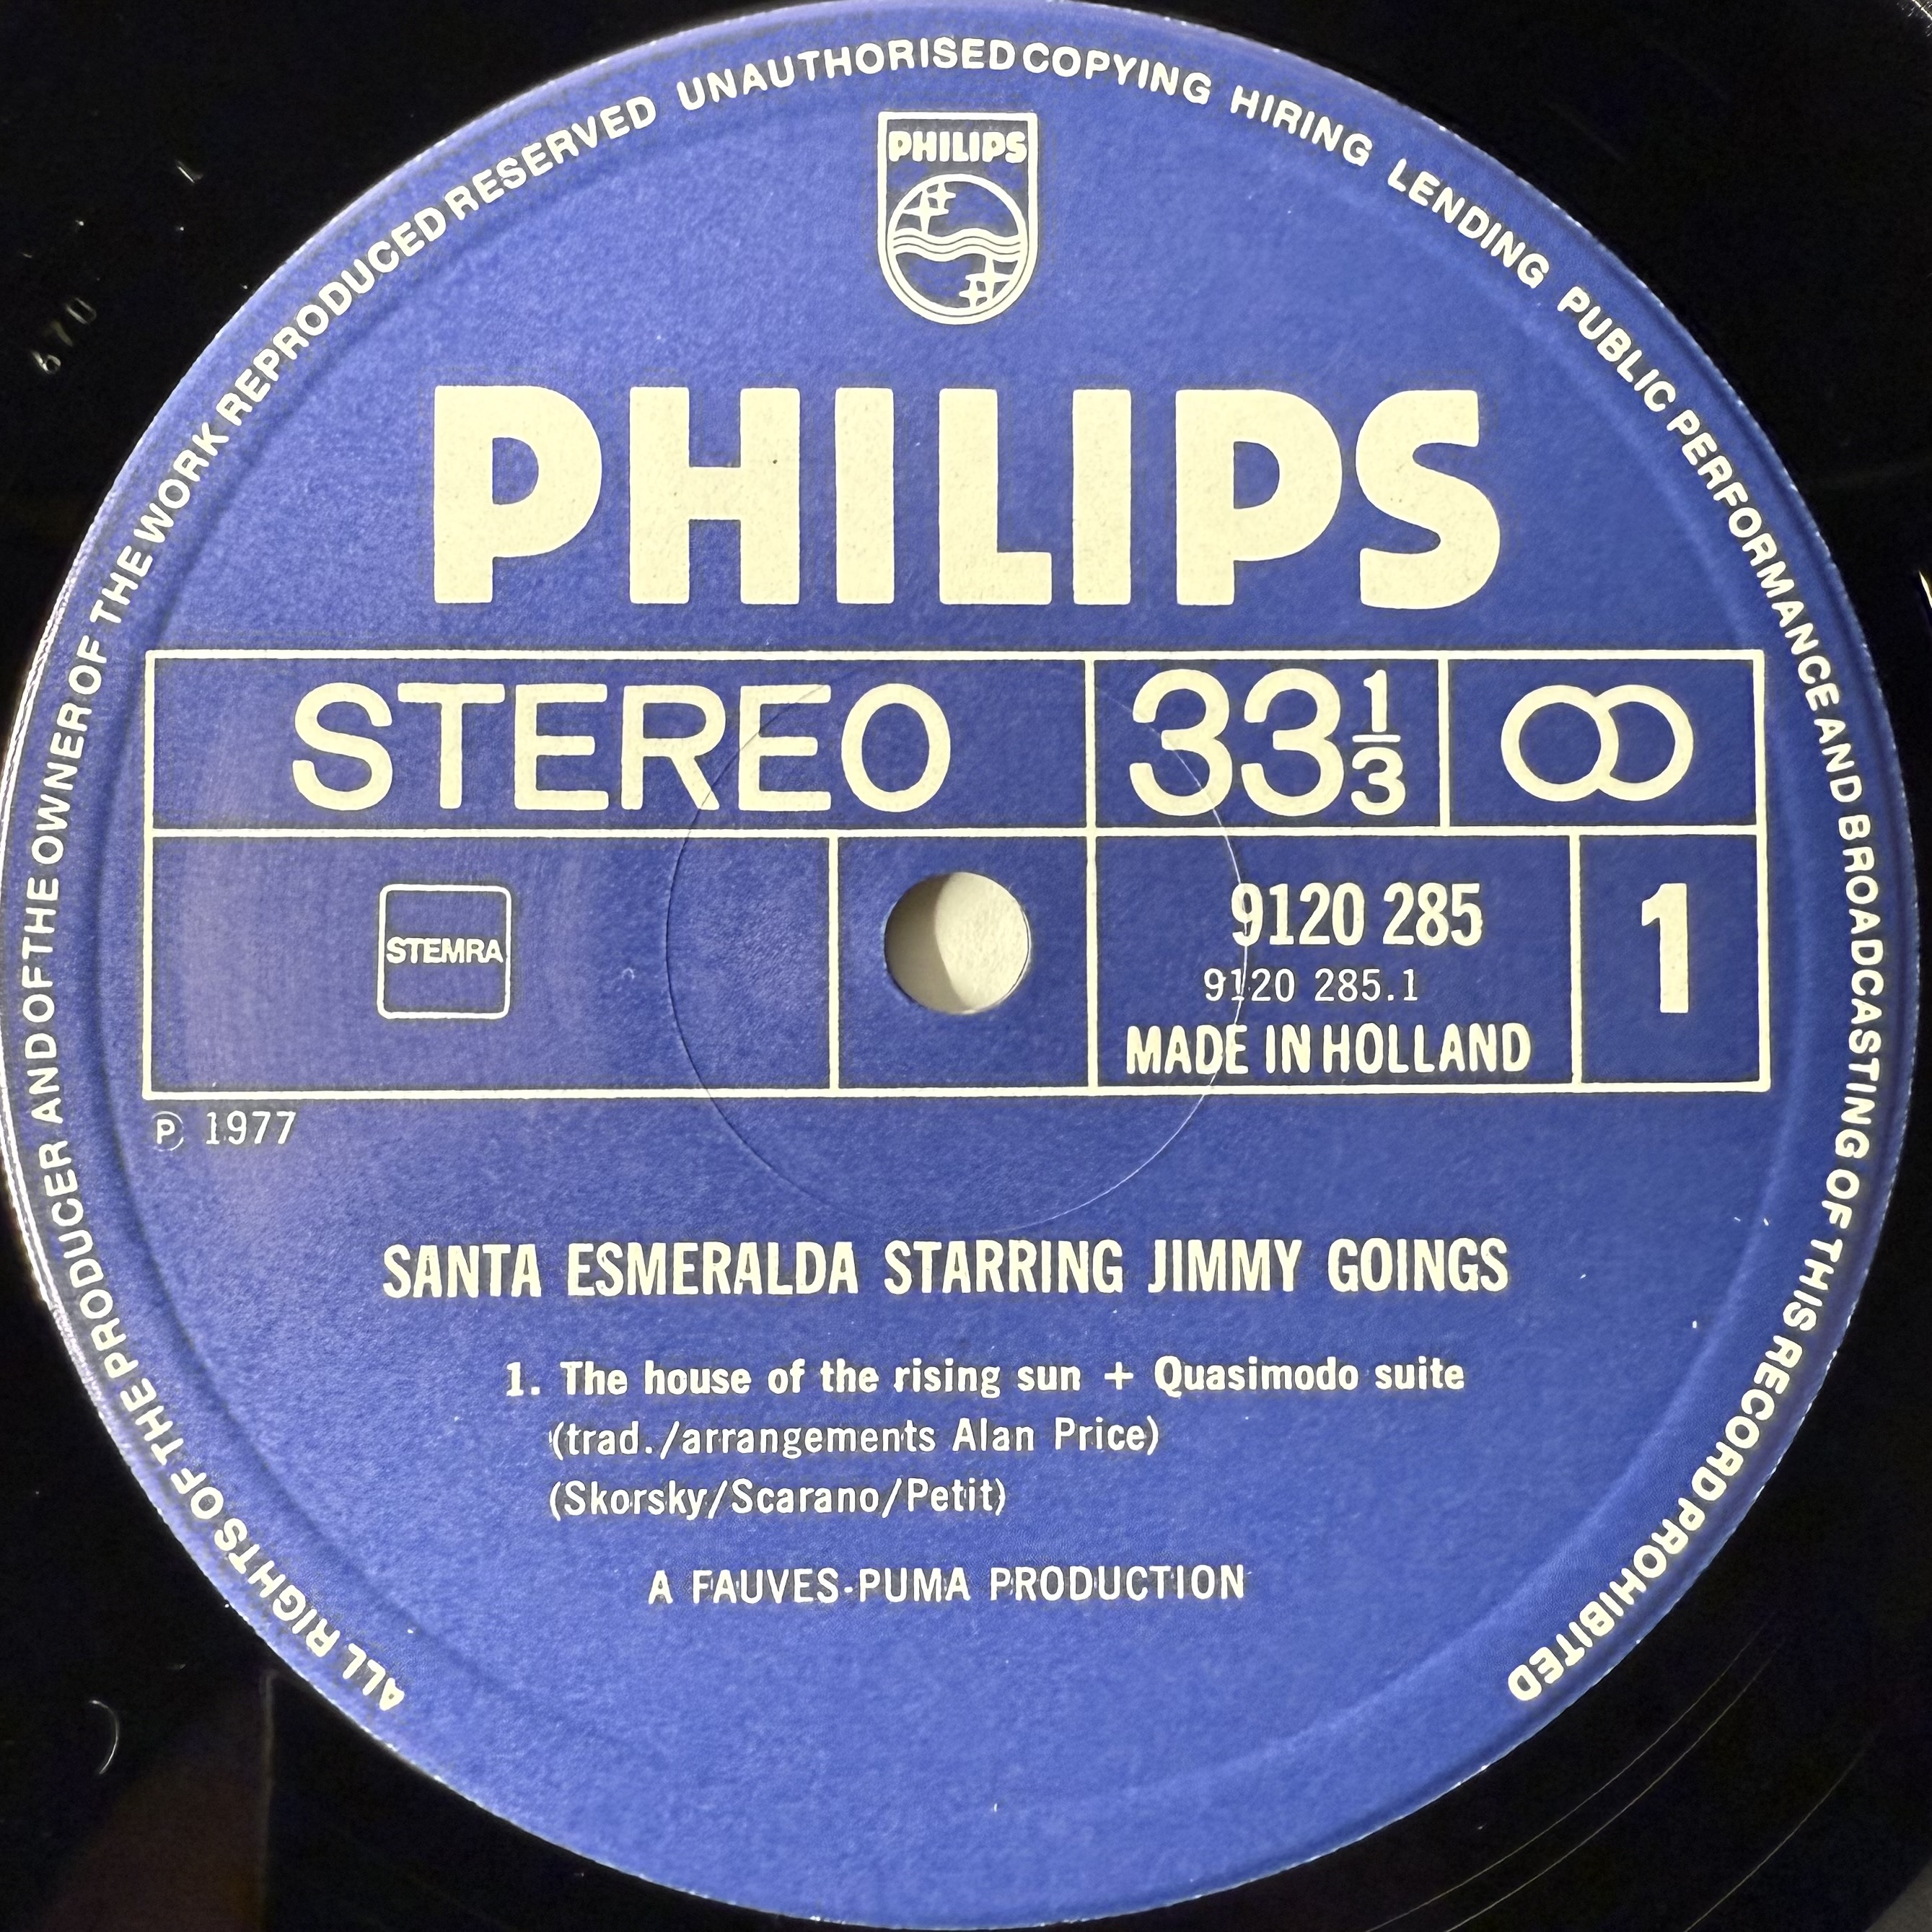 ALL RIGHTS OF THE PRODUCER AND OF THE OWNER OF THE WORK REPRODUCED RESERVED UNAUTHORISED COPYING HIRING LENDING PUBLIC PERFORMANCE AND BROADCASTING OF THIS RECORD PROHIBITED
PHILIPS
PHILIPS
STEREO 33 1/3
STEMRA
9120 285
1
9120 285.1
MADE IN HOLLAND
Ⓟ 1977
SANTA ESMERALDA STARRING JIMMY GOINGS
1. The house of the rising sun + Quasimodo suite
(trad./arrangements Alan Price)
(Skorsky/Scarano/Petit)
A FAUVES-PUMA PRODUCTION
670